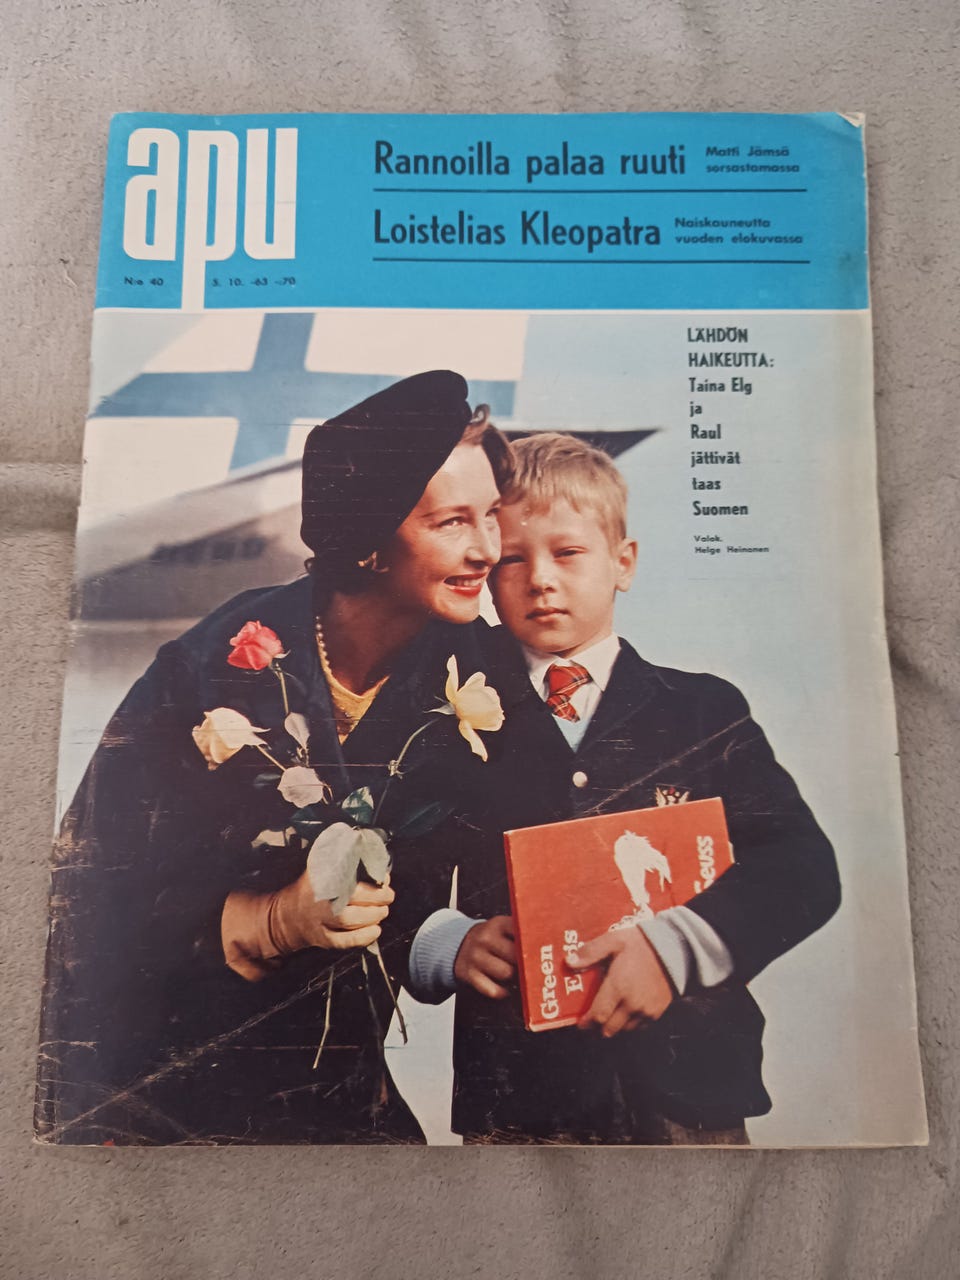 apu
N:o 40 5. 10. -63 -:70
Rannoilla palaa ruuti
Matti Jämsä
sorsastamassa
Loistelias Kleopatra
Naiskauneutta
vuoden elokuvassa
LÄHDÖN
HAIKEUTTA:
Taina Elg
ja
Raul
jättivät
taas
Suomen
Valok.
Helge Heinonen
Green
Seuss